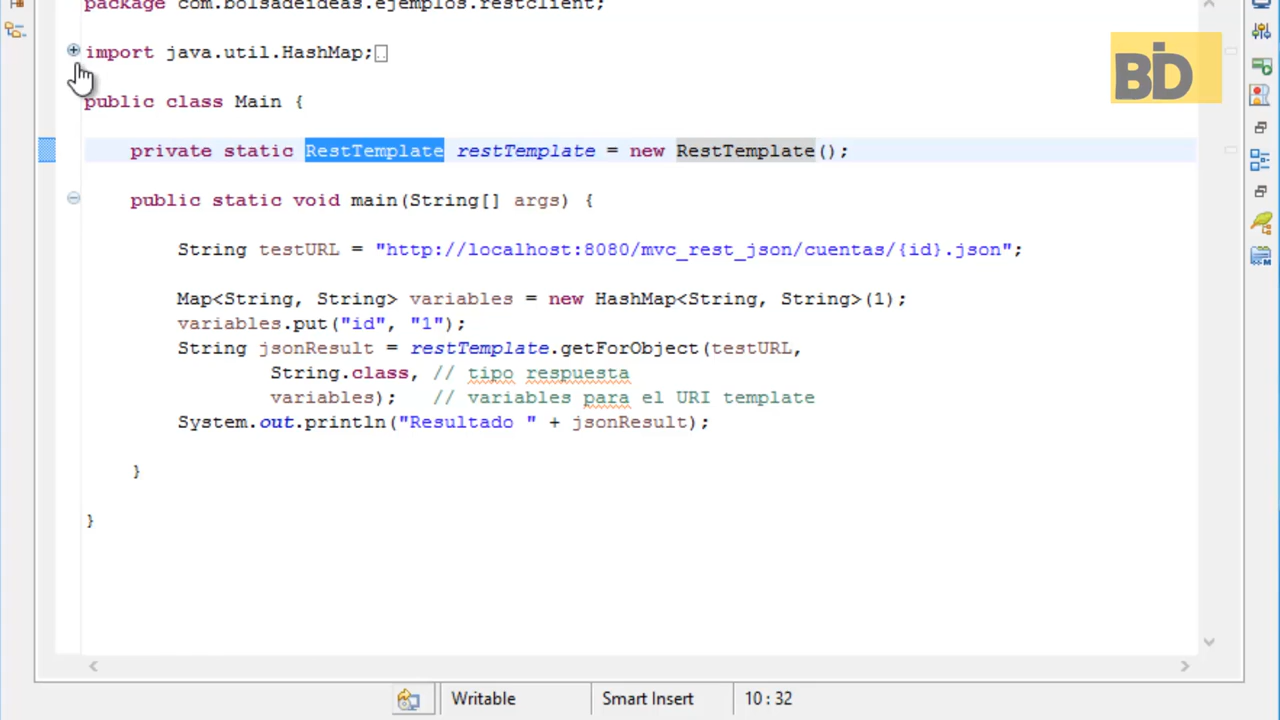 package com.bolsadeideas.ejemplos.restclient;
import java.util.HashMap;
BD
public class Main {
private static RestTemplate restTemplate = new RestTemplate();
public static void main(String[] args) {
String testURL = "http://localhost:8080/mvc_rest_json/cuentas/{id}.json";
Map<String, String> variables = new HashMap<String, String>(1);
variables.put("id", "1");
String jsonResult = restTemplate.getForObject(testURL,
String.class, // tipo respuesta
variables); // variables para el URI template
System.out.println("Resultado " + jsonResult);
}
}
Writable
Smart Insert
10 : 32